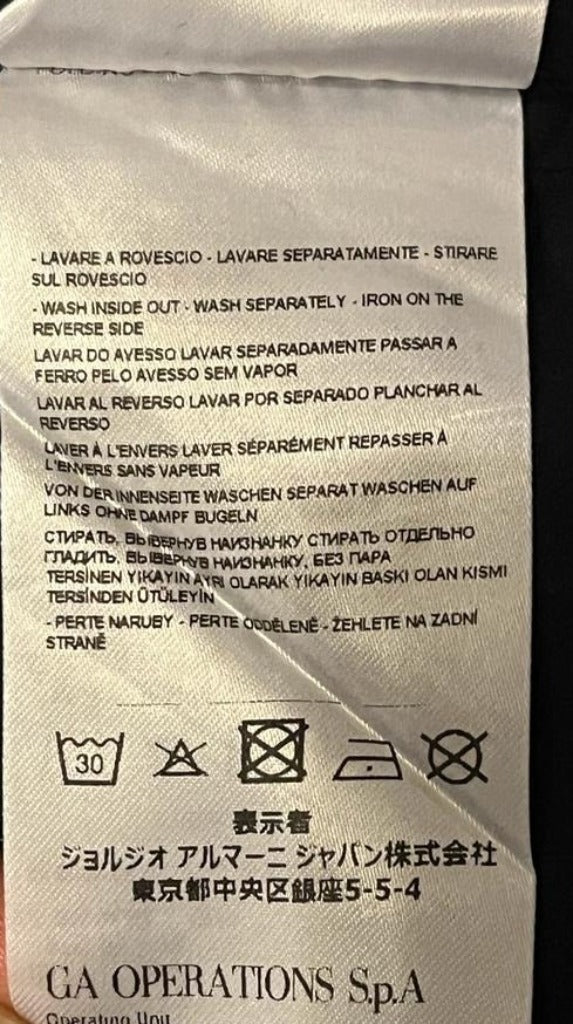 - LAVARE A ROVESCIO - LAVARE SEPARATAMENTE - STIRARE
SUL ROVESCIO
- WASH INSIDE OUT - WASH SEPARATELY - IRON ON THE
REVERSE SIDE
LAVAR DO AVESSO LAVAR SEPARADAMENTE PASSAR A
FERRO PELO AVESSO SEM VAPOR
LAVAR AL REVERSO LAVAR POR SEPARADO PLANCHAR AL
REVERSO
LAVER À L'ENVERS LAVER SÉPARÉMENT REPASSER À
L'ENVERS SANS VAPEUR
VON DER INNENSEITE WASCHEN SEPARAT WASCHEN AUF
LINKS OHNE DAMPF BUGELN
СТИРАТЬ, ВЫВЕРНУВ НАИЗНАНКУ СТИРАТЬ ОТДЕЛЬНО
ГЛАДИТЬ, ВЫВЕРНУВ НАИЗНАНКУ, БЕЗ ПАРА
TERSİNEN YIKAYIN AYRI OLARAK YIKAYIN BASKI OLAN KISMI
TERSİNDEN ÜTÜLEYİN
- PERTE NARUBY - PERTE ODDĚLENĚ - ŽEHLETE NA ZADNÍ
STRANĚ
30
表示者
ジョルジオ アルマーニ ジャパン株式会社
東京都中央区銀座5-5-4
GA OPERATIONS S.p.A
Operating Unit